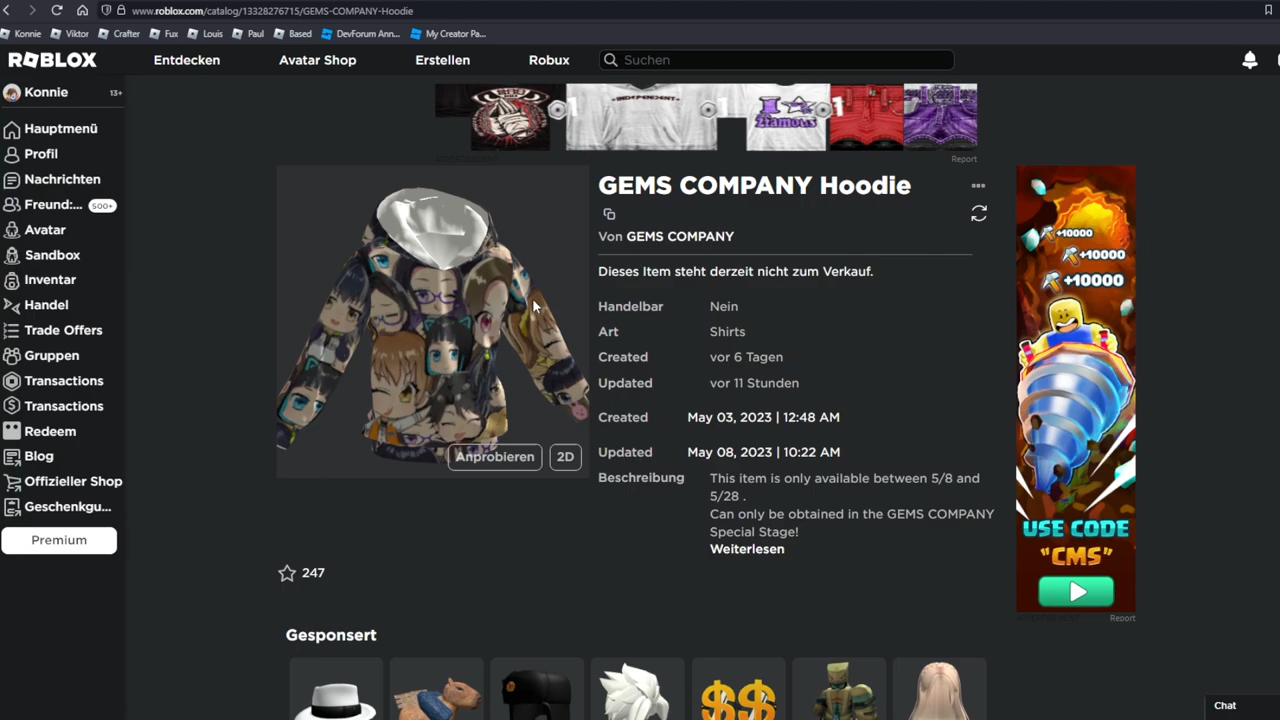 www.roblox.com/catalog/13328276715/GEMS-COMPANY-Hoodie
Konnie Viktor Crafter Fux Louis Paul Based DevForum Ann... My Creator Pa...
ROBLOX Entdecken Avatar Shop Erstellen Robux Suchen
Konnie 13+
Hauptmenü
Profil
Nachrichten
Freund:... 500+
Avatar
Sandbox
Inventar
Handel
Trade Offers
Gruppen
Transactions
Transactions
Redeem
Blog
Offizieller Shop
Geschenkgu...
Premium
INDEPENDENT
I
2famous
ADVERTISEMENT Report
GEMS COMPANY Hoodie
Von GEMS COMPANY
Dieses Item steht derzeit nicht zum Verkauf.
Handelbar Nein
Art Shirts
Created vor 6 Tagen
Updated vor 11 Stunden
Created May 03, 2023 | 12:48 AM
Updated May 08, 2023 | 10:22 AM
Beschreibung This item is only available between 5/8 and
5/28 .
Can only be obtained in the GEMS COMPANY
Special Stage!
Weiterlesen
Anprobieren 2D
247
+10000
+10000
+10000
USE CODE
"CMS"
ADVERTISEMENT Report
Gesponsert
$$
Chat